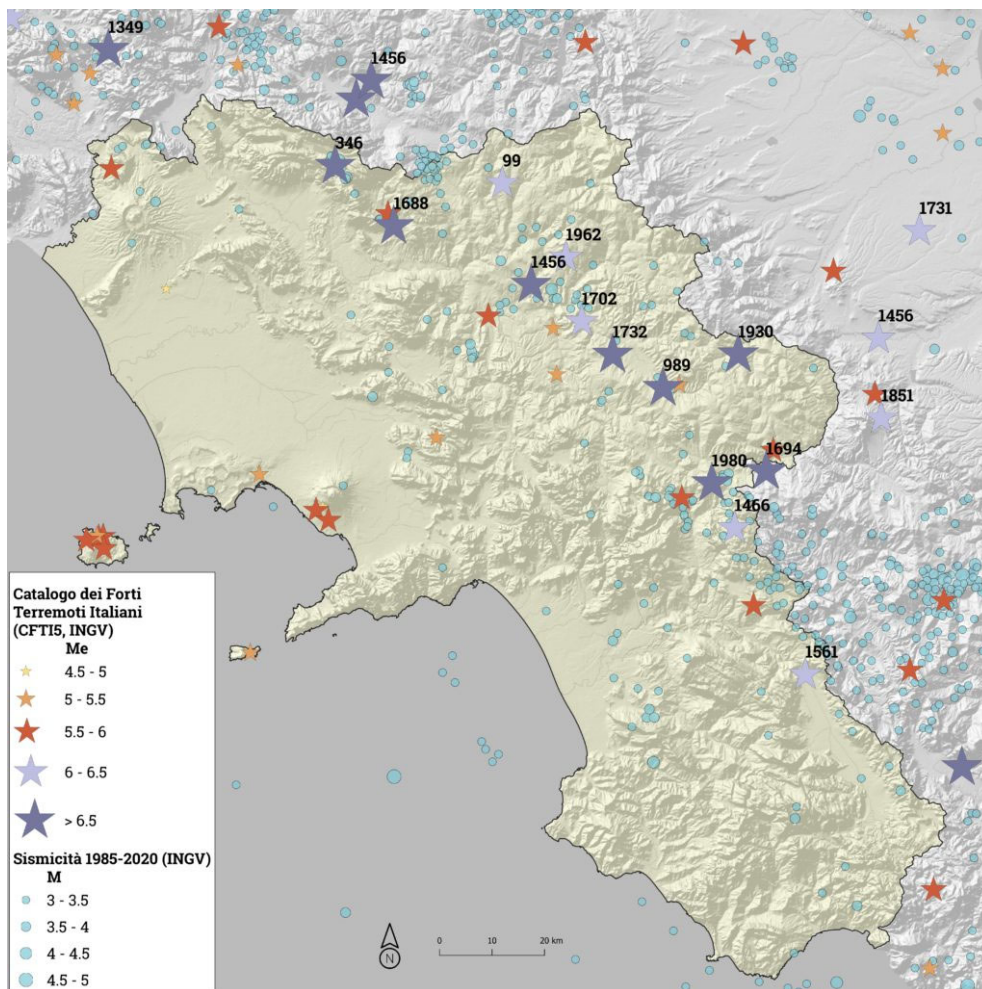 1349
1456
346
99
1688
1731
1962
1456
1702
1456
1732
1930
989
1851
1694
1980
1466
1561
Catalogo dei Forti
Terremoti Italiani
(CFTI5, INGV)
Me
4.5 - 5
5 - 5.5
5.5 - 6
6 - 6.5
> 6.5
Sismicità 1985-2020 (INGV)
M
3 - 3.5
3.5 - 4
4 - 4.5
4.5 - 5
N
0 10 20 km